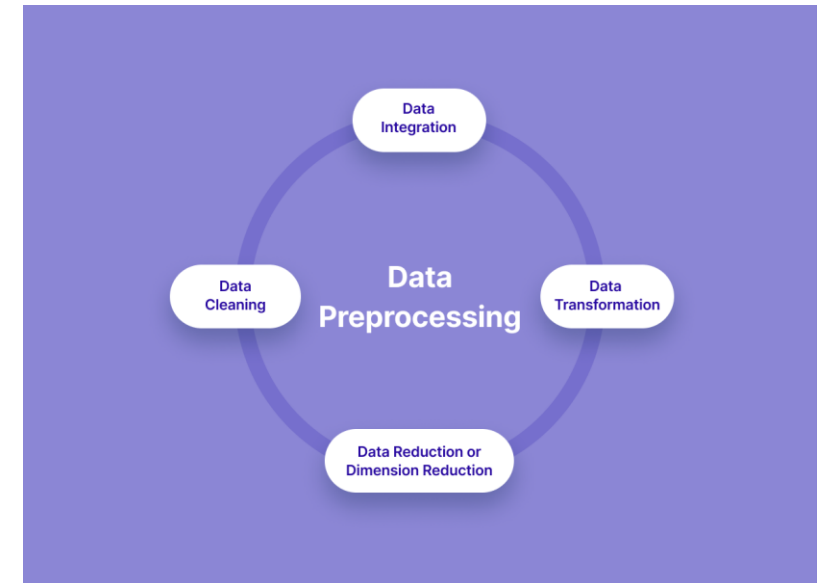 Data
Integration
Data
Cleaning
Data
Preprocessing
Data
Transformation
Data Reduction or
Dimension Reduction